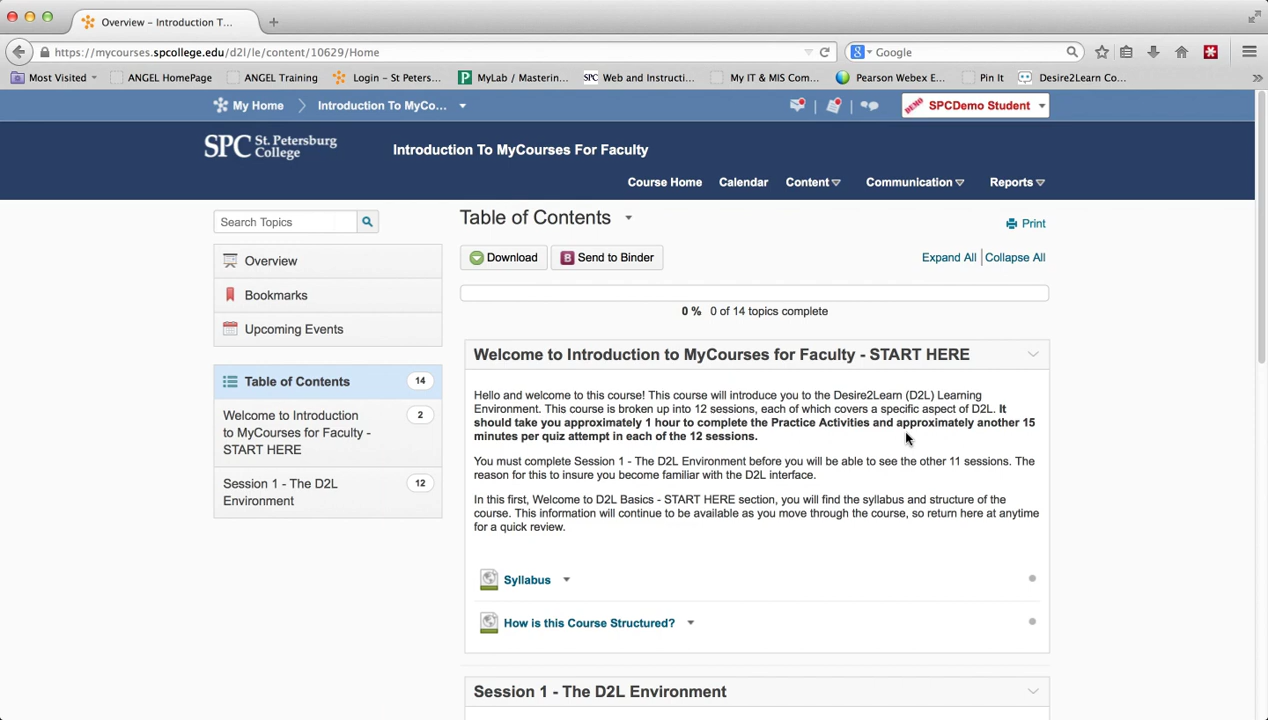 Overview – Introduction T...
https://mycourses.spcollege.edu/d2l/le/content/10629/Home
Google
Most Visited
ANGEL HomePage
ANGEL Training
Login – St Peters...
MyLab / Masterin...
SPC Web and Instructi...
My IT & MIS Com...
Pearson Webex E...
Pin It
Desire2Learn Co...
My Home
Introduction To MyCo...
DEMO SPCDemo Student
SPC St. Petersburg College
Introduction To MyCourses For Faculty
Course Home
Calendar
Content
Communication
Reports
Search Topics
Overview
Bookmarks
Upcoming Events
Table of Contents 14
Welcome to Introduction 2
to MyCourses for Faculty -
START HERE
Session 1 - The D2L 12
Environment
Table of Contents
Print
Download
Send to Binder
Expand All
Collapse All
0 % 0 of 14 topics complete
Welcome to Introduction to MyCourses for Faculty - START HERE
Hello and welcome to this course! This course will introduce you to the Desire2Learn (D2L) Learning
Environment. This course is broken up into 12 sessions, each of which covers a specific aspect of D2L. It
should take you approximately 1 hour to complete the Practice Activities and approximately another 15
minutes per quiz attempt in each of the 12 sessions.
You must complete Session 1 - The D2L Environment before you will be able to see the other 11 sessions. The
reason for this to insure you become familiar with the D2L interface.
In this first, Welcome to D2L Basics - START HERE section, you will find the syllabus and structure of the
course. This information will continue to be available as you move through the course, so return here at anytime
for a quick review.
Syllabus
How is this Course Structured?
Session 1 - The D2L Environment